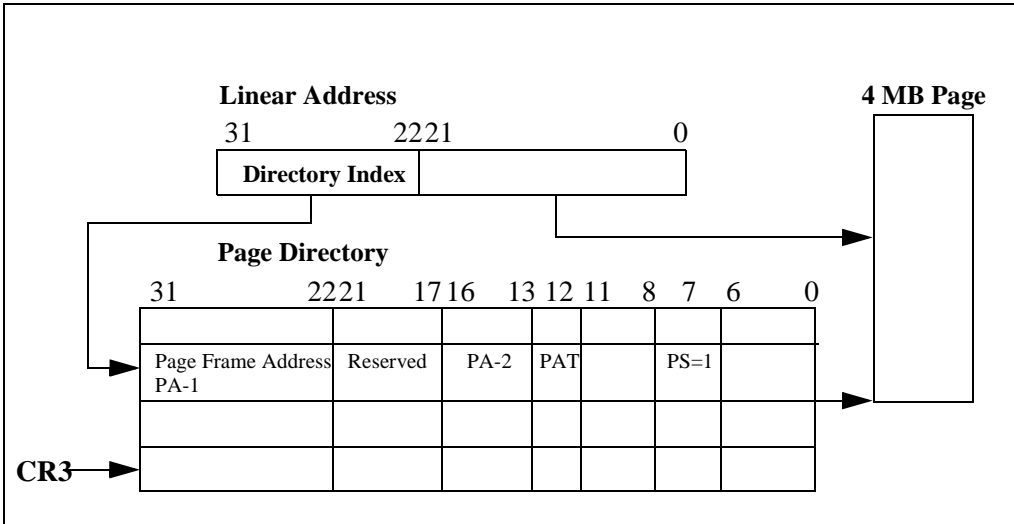 Linear Address
4 MB Page
31 2221 0
Directory Index
Page Directory
31 2221 17 16 13 12 11 8 7 6 0
Page Frame Address Reserved PA-2 PAT PS=1
PA-1
CR3